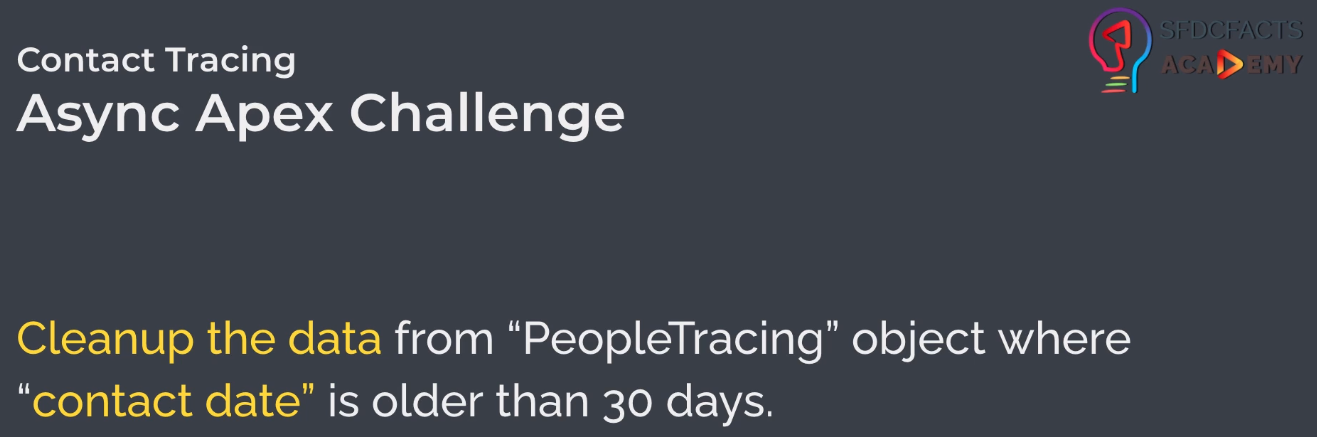 Contact Tracing
Async Apex Challenge
SFDCFACTS
ACADEMY
Cleanup the data from “PeopleTracing” object where
“contact date” is older than 30 days.